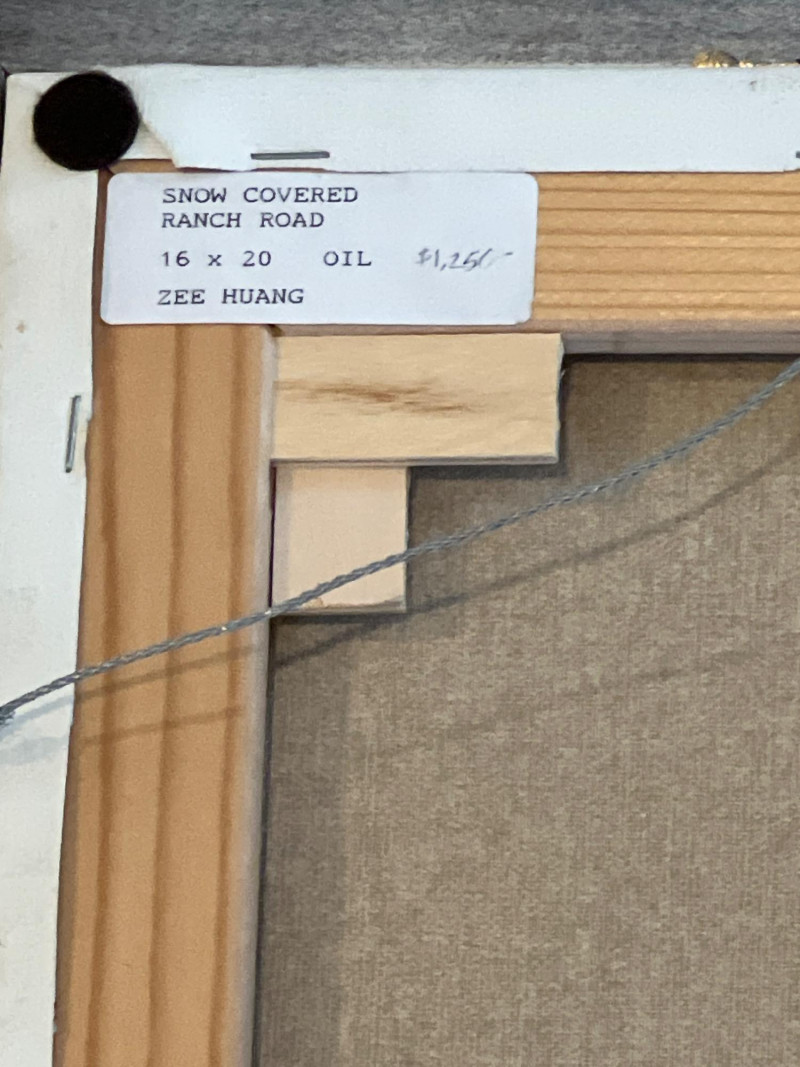 SNOW COVERED
RANCH ROAD
16 x 20 OIL $1,250-
ZEE HUANG